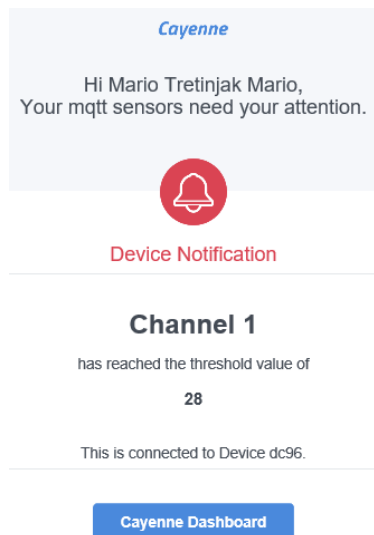 Cayenne
Hi Mario Tretinjak Mario,
Your mqtt sensors need your attention.
Device Notification
Channel 1
has reached the threshold value of
28
This is connected to Device dc96.
Cayenne Dashboard